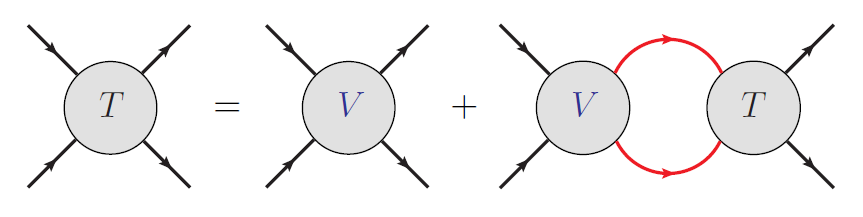 T = V + V T